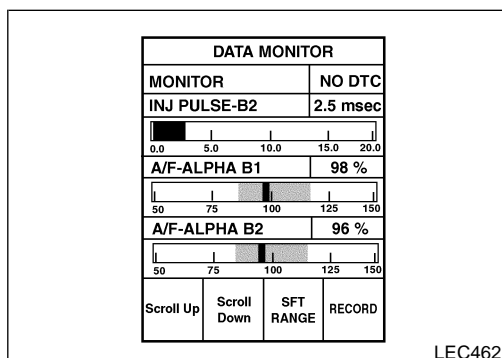 DATA MONITOR
MONITOR NO DTC
INJ PULSE-B2 2.5 msec
0.0 5.0 10.0 15.0 20.0
A/F-ALPHA B1 98 %
50 75 100 125 150
A/F-ALPHA B2 96 %
50 75 100 125 150
Scroll Up Scroll Down SFT RANGE RECORD
LEC462